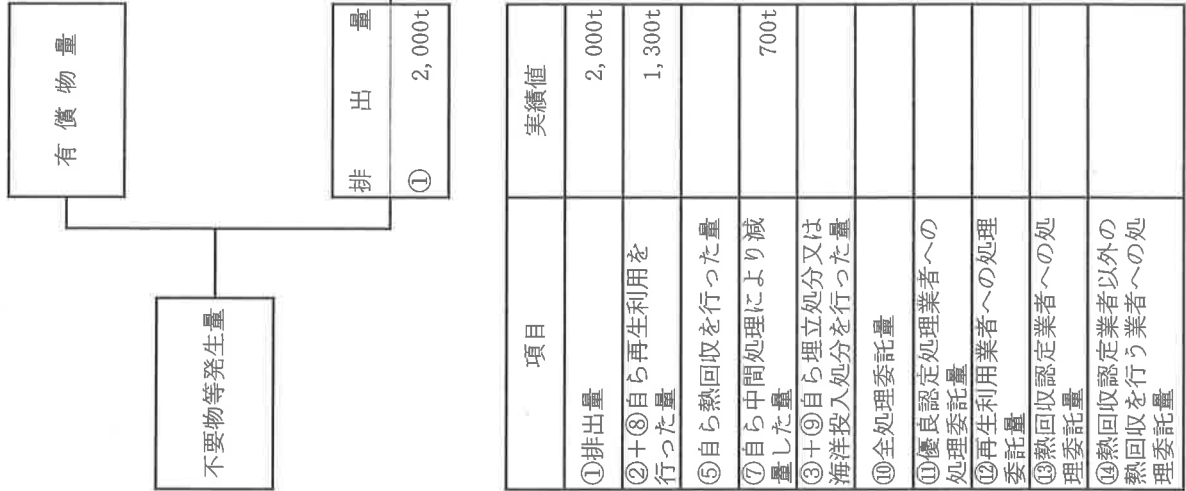 有償物量
不要物等発生量
排出量
① 2,000t
項目 実績値
①排出量 2,000t
②+⑧自ら再生利用を
行った量 1,300t
⑤自ら熱回収を行った量
⑦自ら中間処理により減
量した量 700t
③+⑨自ら埋立処分又は
海洋投入処分を行った量
⑩全処理委託量
⑪優良認定処理業者への
処理委託量
⑫再生利用業者への処理
委託量
⑬熱回収認定業者への処
理委託量
⑭熱回収認定業者以外の
熱回収を行う業者への処
理委託量